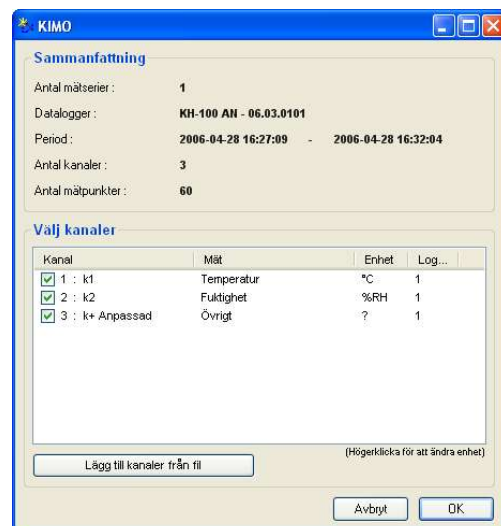 KIMO
Sammanfattning
Antal mätserier : 1
Datalogger : KH-100 AN - 06.03.0101
Period : 2006-04-28 16:27:09 - 2006-04-28 16:32:04
Antal kanaler : 3
Antal mätpunkter : 60
Välj kanaler
Kanal Mät Enhet Log...
1 : k1 Temperatur °C 1
2 : k2 Fuktighet %RH 1
3 : k+ Anpassad Övrigt ? 1
(Högerklicka för att ändra enhet)
Lägg till kanaler från fil
Avbryt OK